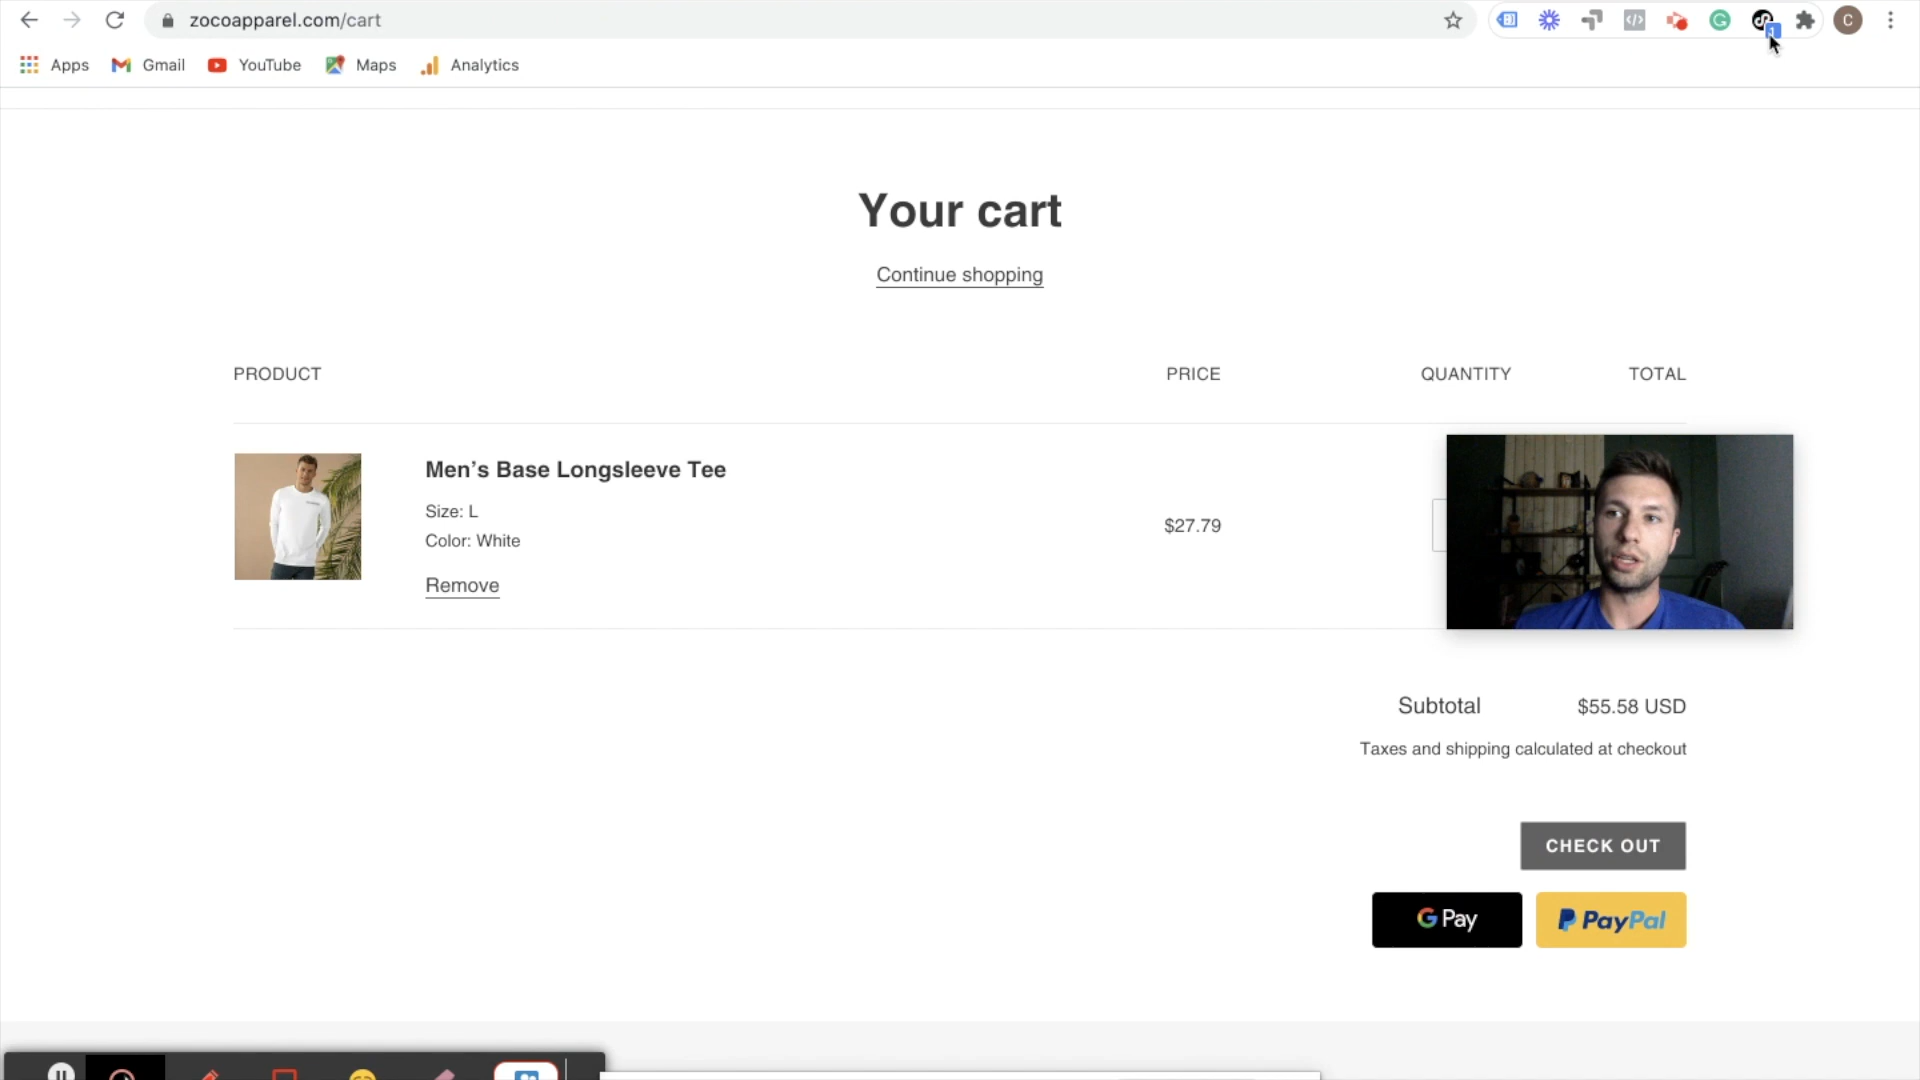 zocoapparel.com/cart
C
Apps
Gmail
YouTube
Maps
Analytics
Your cart
Continue shopping
PRODUCT
PRICE
QUANTITY
TOTAL
Men’s Base Longsleeve Tee
Size: L
Color: White
Remove
$27.79
Subtotal
$55.58 USD
Taxes and shipping calculated at checkout
CHECK OUT
G Pay
PayPal